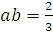 ab = 2/3